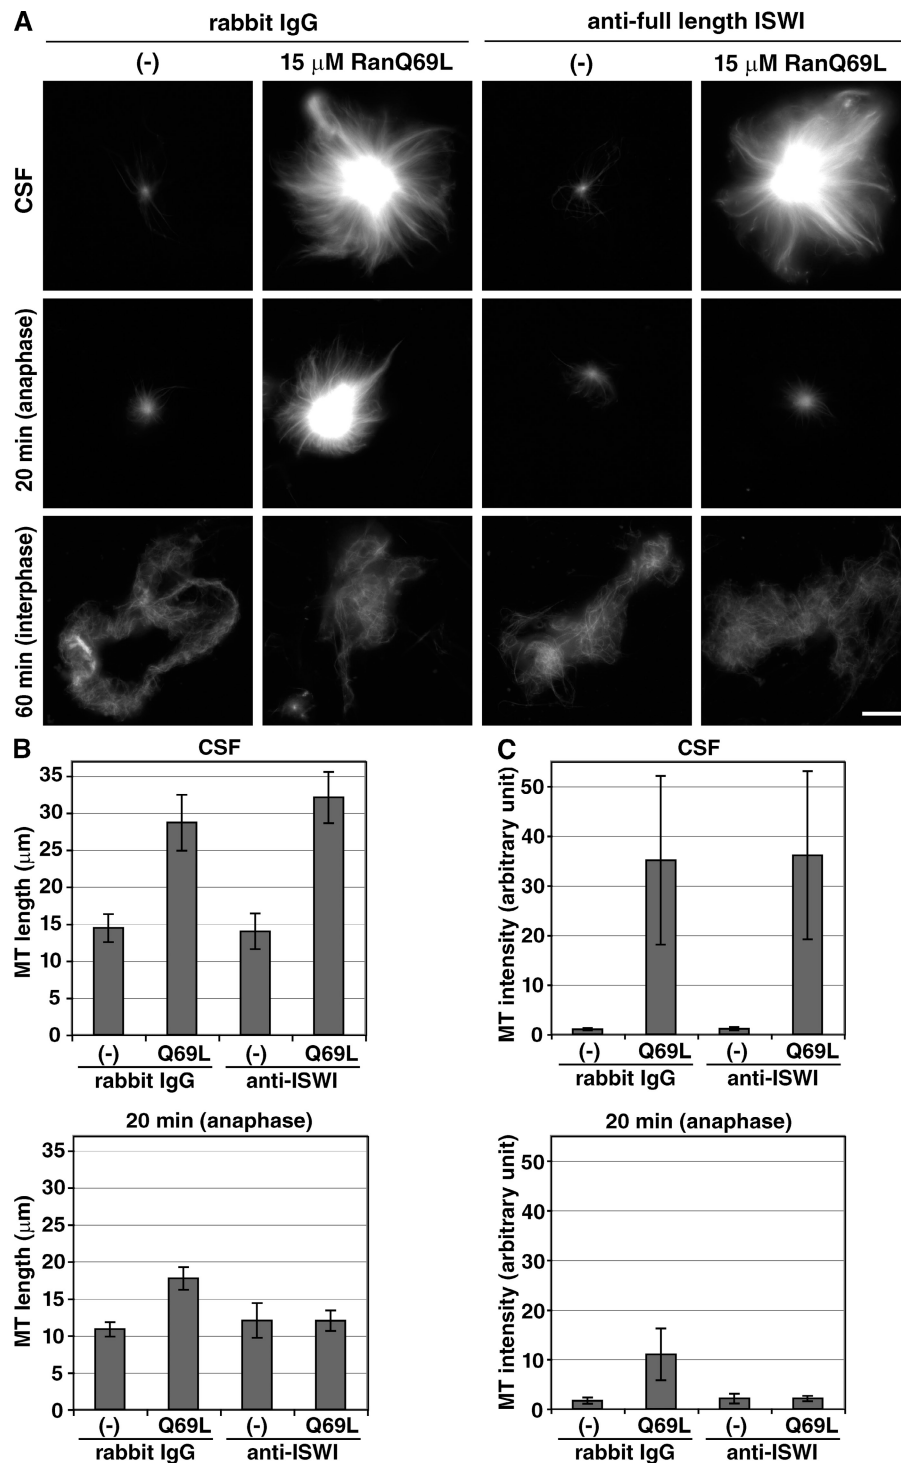 A
rabbit IgG
anti-full length ISWI
(-)
15 μM RanQ69L
(-)
15 μM RanQ69L
CSF
20 min (anaphase)
60 min (interphase)
B
CSF
MT length (μm)
35
30
25
20
15
10
5
0
(-) Q69L (-) Q69L
rabbit IgG anti-ISWI
20 min (anaphase)
MT length (μm)
35
30
25
20
15
10
5
0
(-) Q69L (-) Q69L
rabbit IgG anti-ISWI
C
CSF
MT intensity (arbitrary unit)
50
40
30
20
10
0
(-) Q69L (-) Q69L
rabbit IgG anti-ISWI
20 min (anaphase)
MT intensity (arbitrary unit)
50
40
30
20
10
0
(-) Q69L (-) Q69L
rabbit IgG anti-ISWI